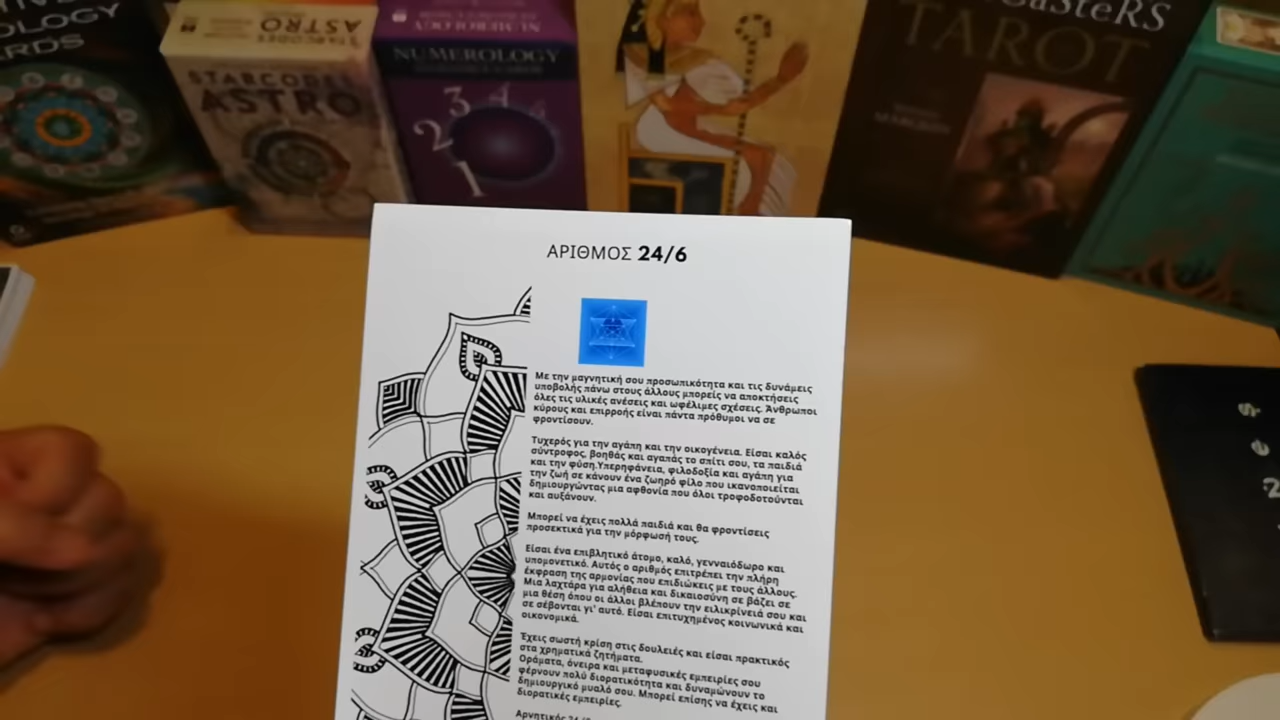 STARCODES
ASTRO
STARCODES
ASTRO
NUMEROLOGY
NUMEROLOGY
3
2
1
TAROT
ΑΡΙΘΜΟΣ 24/6
Με την μαγνητική σου προσωπικότητα και τις δυνάμεις
υποβολής πάνω στους άλλους μπορείς να αποκτήσεις
όλες τις υλικές ανέσεις και ωφέλιμες σχέσεις. Άνθρωποι
κύρους και επιρροής είναι πάντα πρόθυμοι να σε
φροντίσουν.
Τυχερός για την αγάπη και την οικογένεια. Είσαι καλός
σύντροφος, βοηθάς και αγαπάς το σπίτι σου, τα παιδιά
και την φύση.Υπερηφάνεια, φιλοδοξία και αγάπη για
την ζωή σε κάνουν ένα ζωηρό φίλο που ικανοποιείται
δημιουργώντας μια αφθονία που όλοι τροφοδοτούνται
και αυξάνουν.
Μπορεί να έχεις πολλά παιδιά και θα φροντίσεις
προσεκτικά για την μόρφωσή τους.
Είσαι ένα επιβλητικό άτομο, καλό, γενναιόδωρο και
υπομονετικό. Αυτός ο αριθμός επιτρέπει την πλήρη
έκφραση της αρμονίας που επιδιώκεις με τους άλλους.
Μια λαχτάρα για αλήθεια και δικαιοσύνη σε βάζει σε
μια θέση όπου οι άλλοι βλέπουν την ειλικρίνειά σου και
σε σέβονται γι' αυτό. Είσαι επιτυχημένος κοινωνικά και
οικονομικά.
Έχεις σωστή κρίση στις δουλειές και είσαι πρακτικός
στα χρηματικά ζητήματα.
Οράματα, όνειρα και μεταφυσικές εμπειρίες σου
φέρνουν πολύ διορατικότητα και δυναμώνουν το
δημιουργικό μυαλό σου. Μπορεί επίσης να έχεις και
διορατικές εμπειρίες.